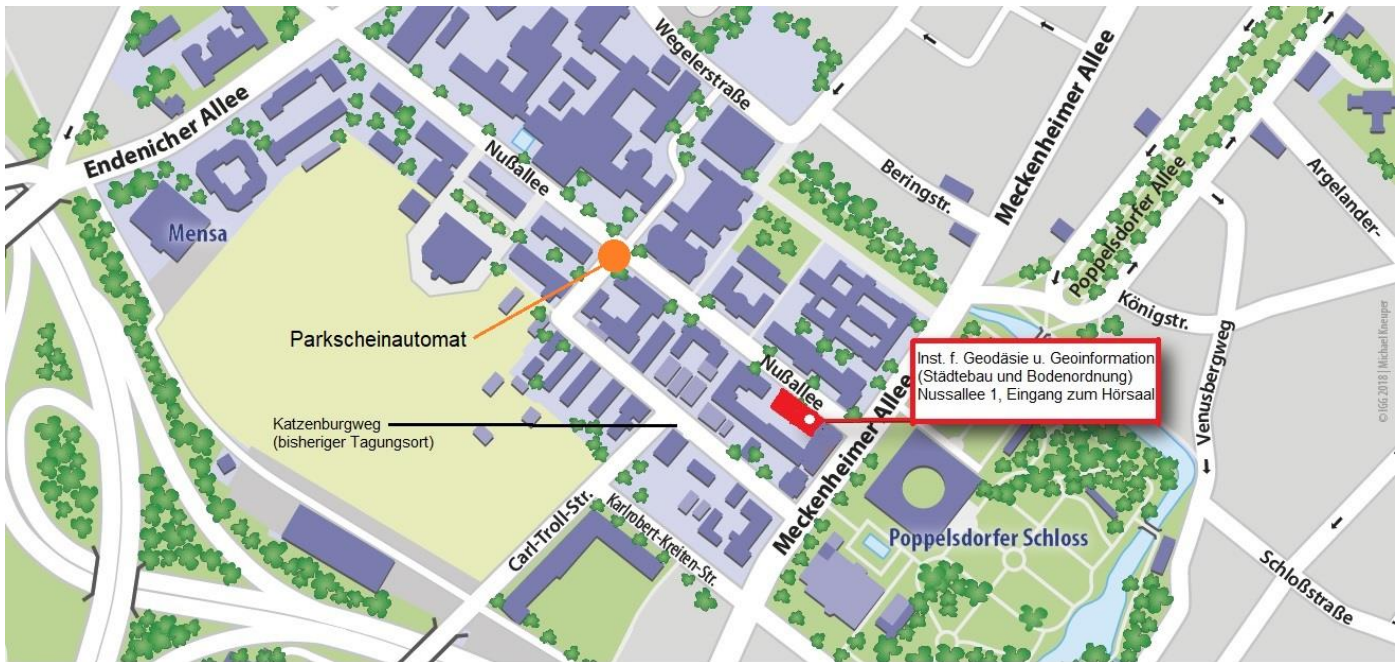 Wegelerstraße
Endenicher Allee
Nußallee
Mensa
Meckenheimer Allee
Beringstr.
Poppelsdorfer Allee
Argelander-
Königstr.
Parkscheinautomat
Venusbergweg
Inst. f. Geodäsie u. Geoinformation
(Städtebau und Bodenordnung)
Nussallee 1, Eingang zum Hörsaal
Nußallee
Katzenburgweg
(bisheriger Tagungsort)
Meckenheimer Allee
Poppelsdorfer Schloss
Carl-Troll-Str.
Karlrobert-Kreiten-Str.
Schloßstraße
© IGG 2018 | Michael Kneuper